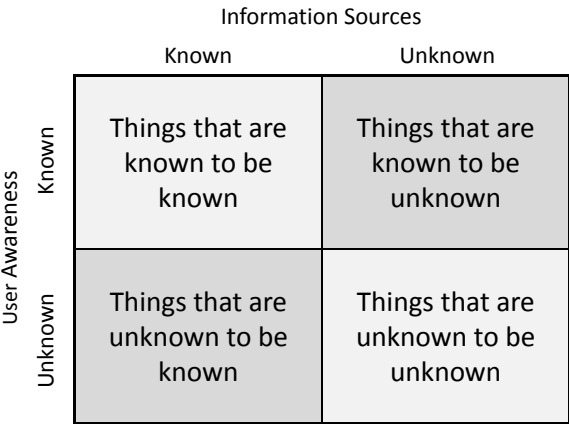 Information Sources
Known Unknown
User Awareness
Known
Things that are
known to be
known
Things that are
known to be
unknown
Unknown
Things that are
unknown to be
known
Things that are
unknown to be
unknown